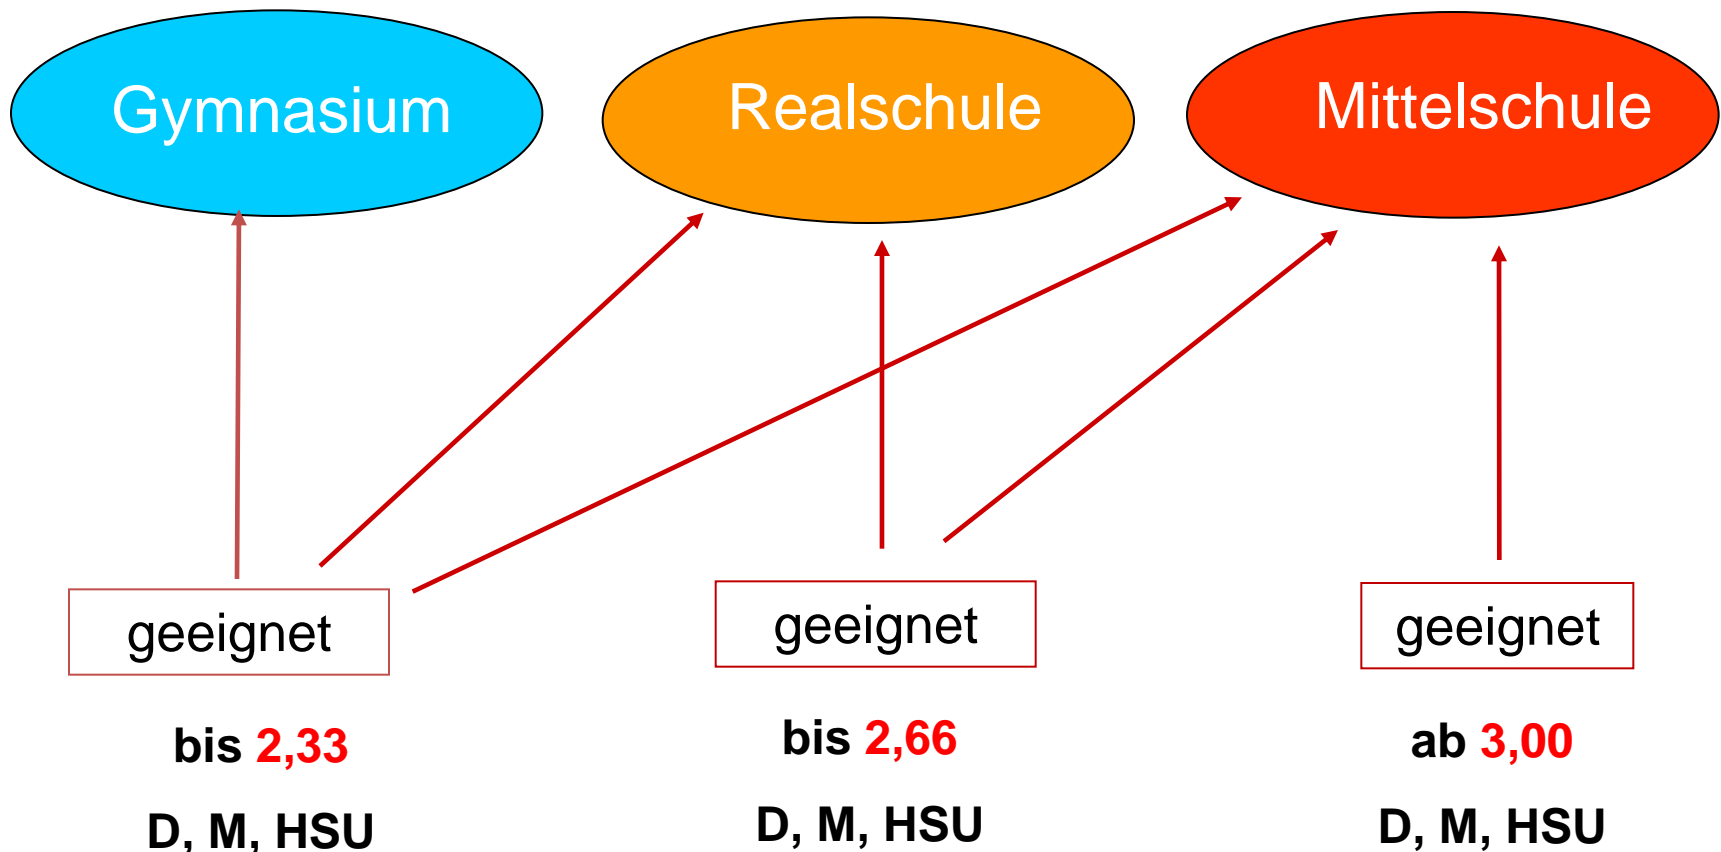 Gymnasium
Realschule
Mittelschule
geeignet
geeignet
geeignet
bis 2,33
bis 2,66
ab 3,00
D, M, HSU
D, M, HSU
D, M, HSU